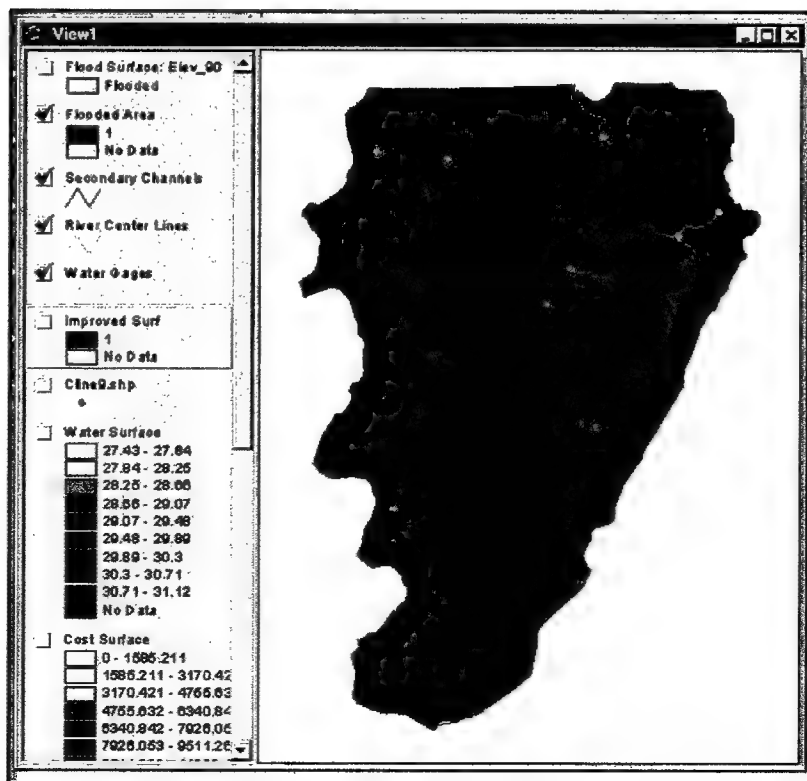 View1
Flood Surface: Elev_90
Flooded
Flooded Area
1
No Data
Secondary Channels
River Center Lines
Water Gages
Improved Surf
1
No Data
Cline9.shp
Water Surface
27.43 - 27.84
27.84 - 28.25
28.25 - 28.66
28.66 - 29.07
29.07 - 29.48
29.48 - 29.89
29.89 - 30.3
30.3 - 30.71
30.71 - 31.12
No Data
Cost Surface
0 - 1585.211
1585.211 - 3170.42
3170.421 - 4755.63
4755.632 - 6340.84
6340.842 - 7926.05
7926.053 - 9511.26